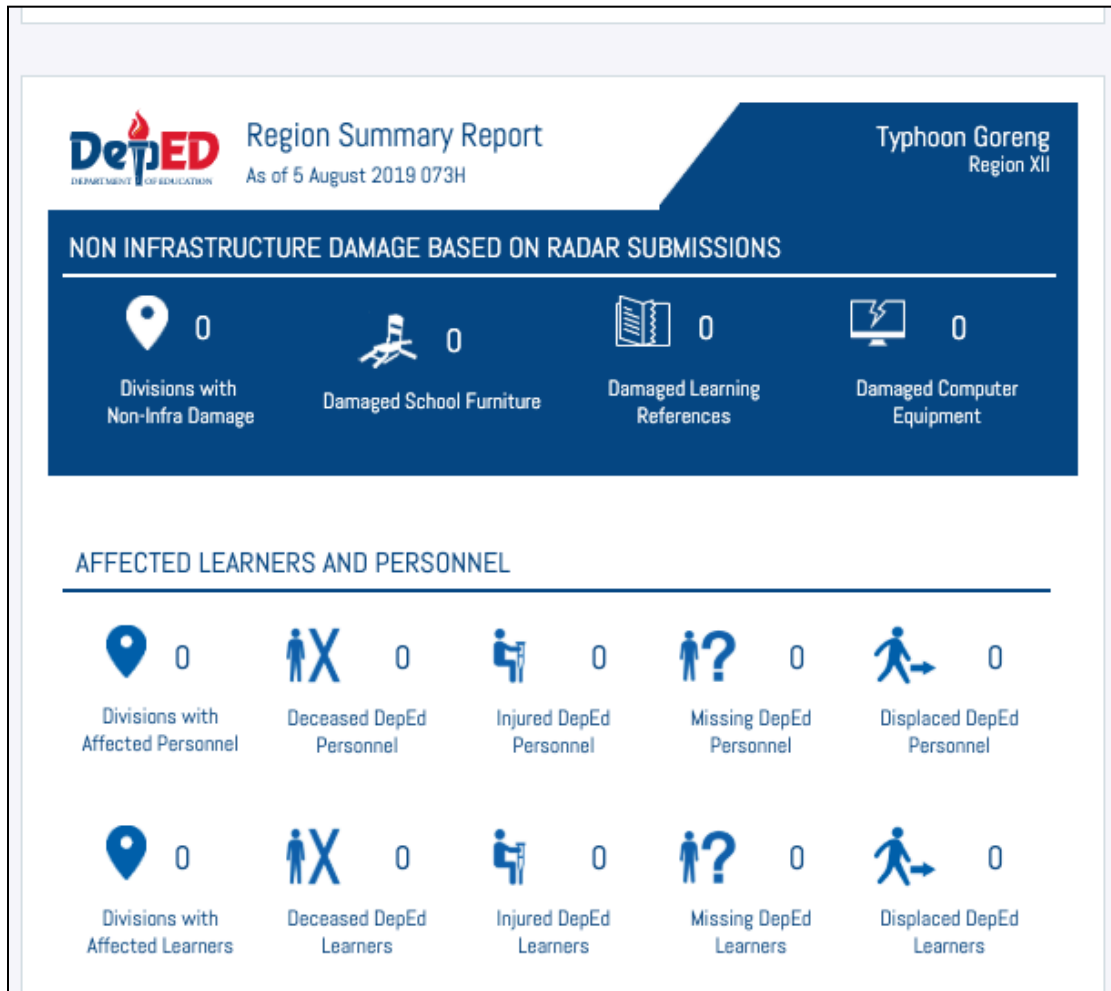 DepED
DEPARTMENT OF EDUCATION
Region Summary Report
As of 5 August 2019 073H
Typhoon Goreng
Region XII
NON INFRASTRUCTURE DAMAGE BASED ON RADAR SUBMISSIONS
0 0 0 0
Divisions with
Non-Infra Damage
Damaged School Furniture
Damaged Learning
References
Damaged Computer
Equipment
AFFECTED LEARNERS AND PERSONNEL
0 0 0 0 0
Divisions with
Affected Personnel
Deceased DepEd
Personnel
Injured DepEd
Personnel
Missing DepEd
Personnel
Displaced DepEd
Personnel
0 0 0 0 0
Divisions with
Affected Learners
Deceased DepEd
Learners
Injured DepEd
Learners
Missing DepEd
Learners
Displaced DepEd
Learners